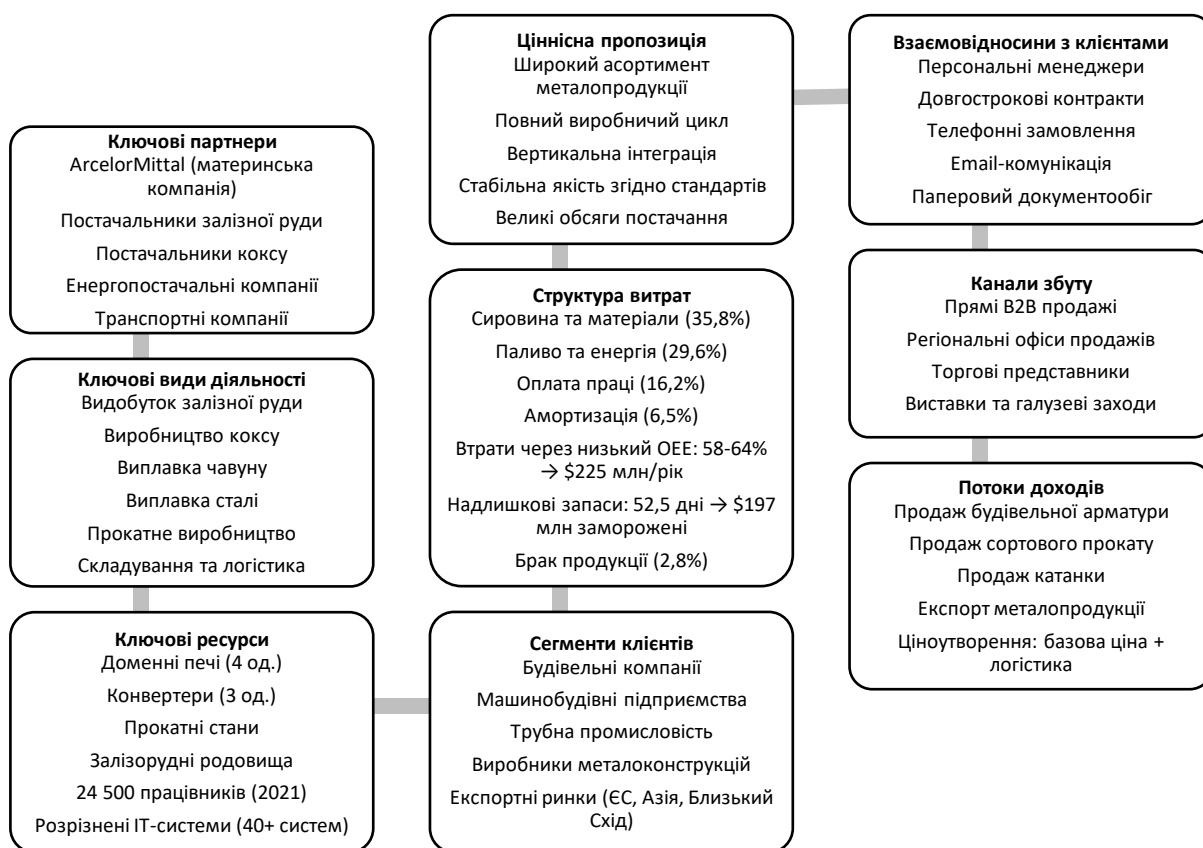 Ключові партнери
ArcelorMittal (материнська
компанія)
Постачальники залізної руди
Постачальники коксу
Енергопостачальні компанії
Транспортні компанії
Ключові види діяльності
Видобуток залізної руди
Виробництво коксу
Виплавка чавуну
Виплавка сталі
Прокатне виробництво
Складування та логістика
Ключові ресурси
Доменні печі (4 од.)
Конвертери (3 од.)
Прокатні стани
Залізорудні родовища
24 500 працівників (2021)
Розрізнені ІТ-системи (40+ систем)
Ціннісна пропозиція
Широкий асортимент
металопродукції
Повний виробничий цикл
Вертикальна інтеграція
Стабільна якість згідно стандартів
Великі обсяги постачання
Структура витрат
Сировина та матеріали (35,8%)
Паливо та енергія (29,6%)
Оплата праці (16,2%)
Амортизація (6,5%)
Втрати через низький OEE: 58-64%
→ $225 млн/рік
Надлишкові запаси: 52,5 дні → $197
млн заморожені
Брак продукції (2,8%)
Сегменти клієнтів
Будівельні компанії
Машинобудівні підприємства
Трубна промисловість
Виробники металоконструкцій
Експортні ринки (ЄС, Азія, Близький
Схід)
Взаємовідносини з клієнтами
Персональні менеджери
Довгострокові контракти
Телефонні замовлення
Email-комунікація
Паперовий документообіг
Канали збуту
Прямі B2B продажі
Регіональні офіси продажів
Торгові представники
Виставки та галузеві заходи
Потоки доходів
Продаж будівельної арматури
Продаж сортового прокату
Продаж катанки
Експорт металопродукції
Ціноутворення: базова ціна +
логістика